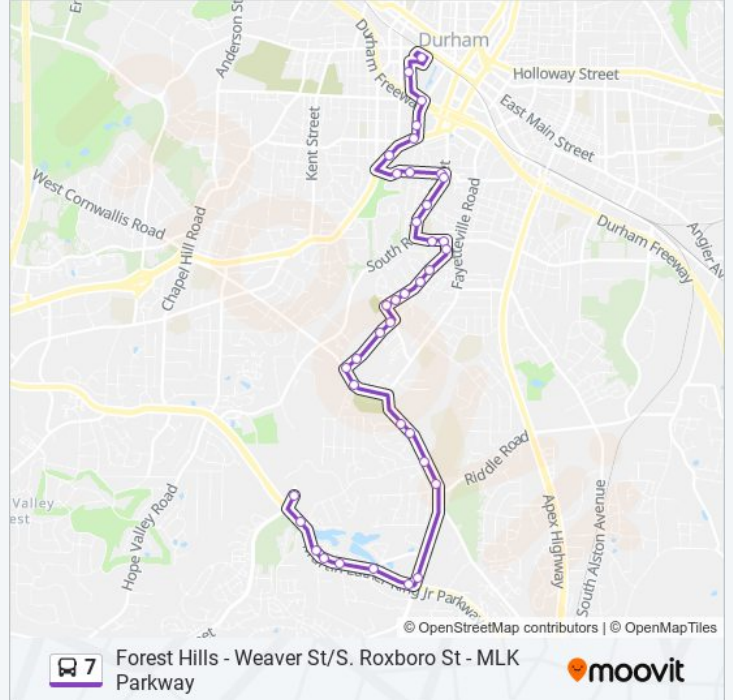 Er
Anderson St
Durham
Durham Freeway
Holloway Street
East Main Street
Kent Street
West Cornwallis Road
Chapel Hill Road
South R
Fayetteville Road
Durham Freeway
Angier Av
Riddle Road
Valley
est
Hope Valley Road
Apex Highway
South Alston Avenue
Martin Luther King Jr Parkway
et
© OpenStreetMap contributors | © OpenMapTiles
7 Forest Hills - Weaver St/S. Roxboro St - MLK
Parkway
moovit